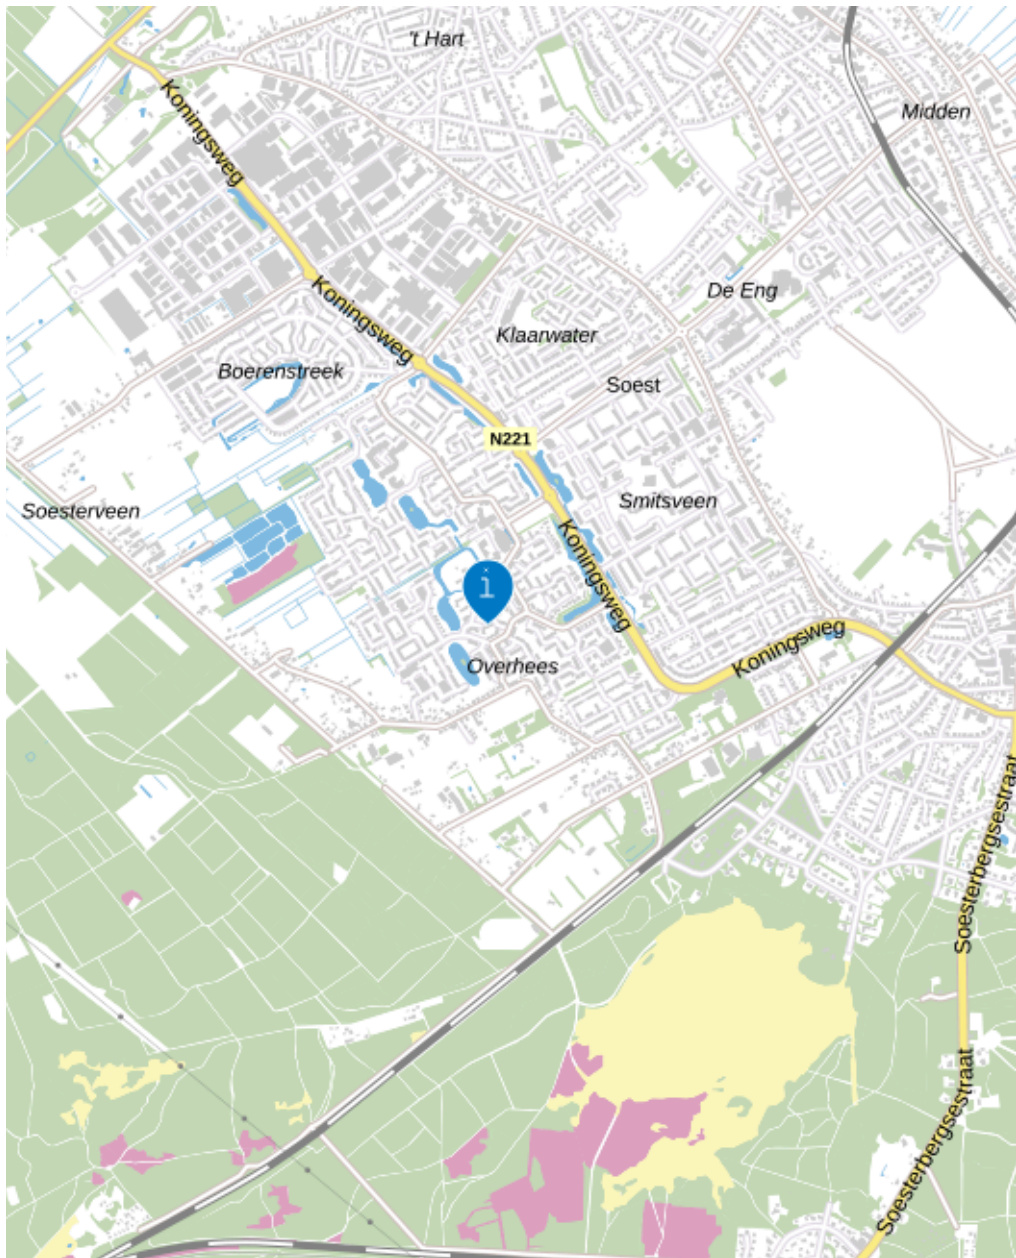 't Hart
Midden
Koningsweg
De Eng
Koningsweg
Klaarwater
Boerenstreek
Soest
N221
Smitsveen
Soesterveen
Koningsweg
i
Koningsweg
Overhees
Soesterbergsestraat
Soesterbergsestraat